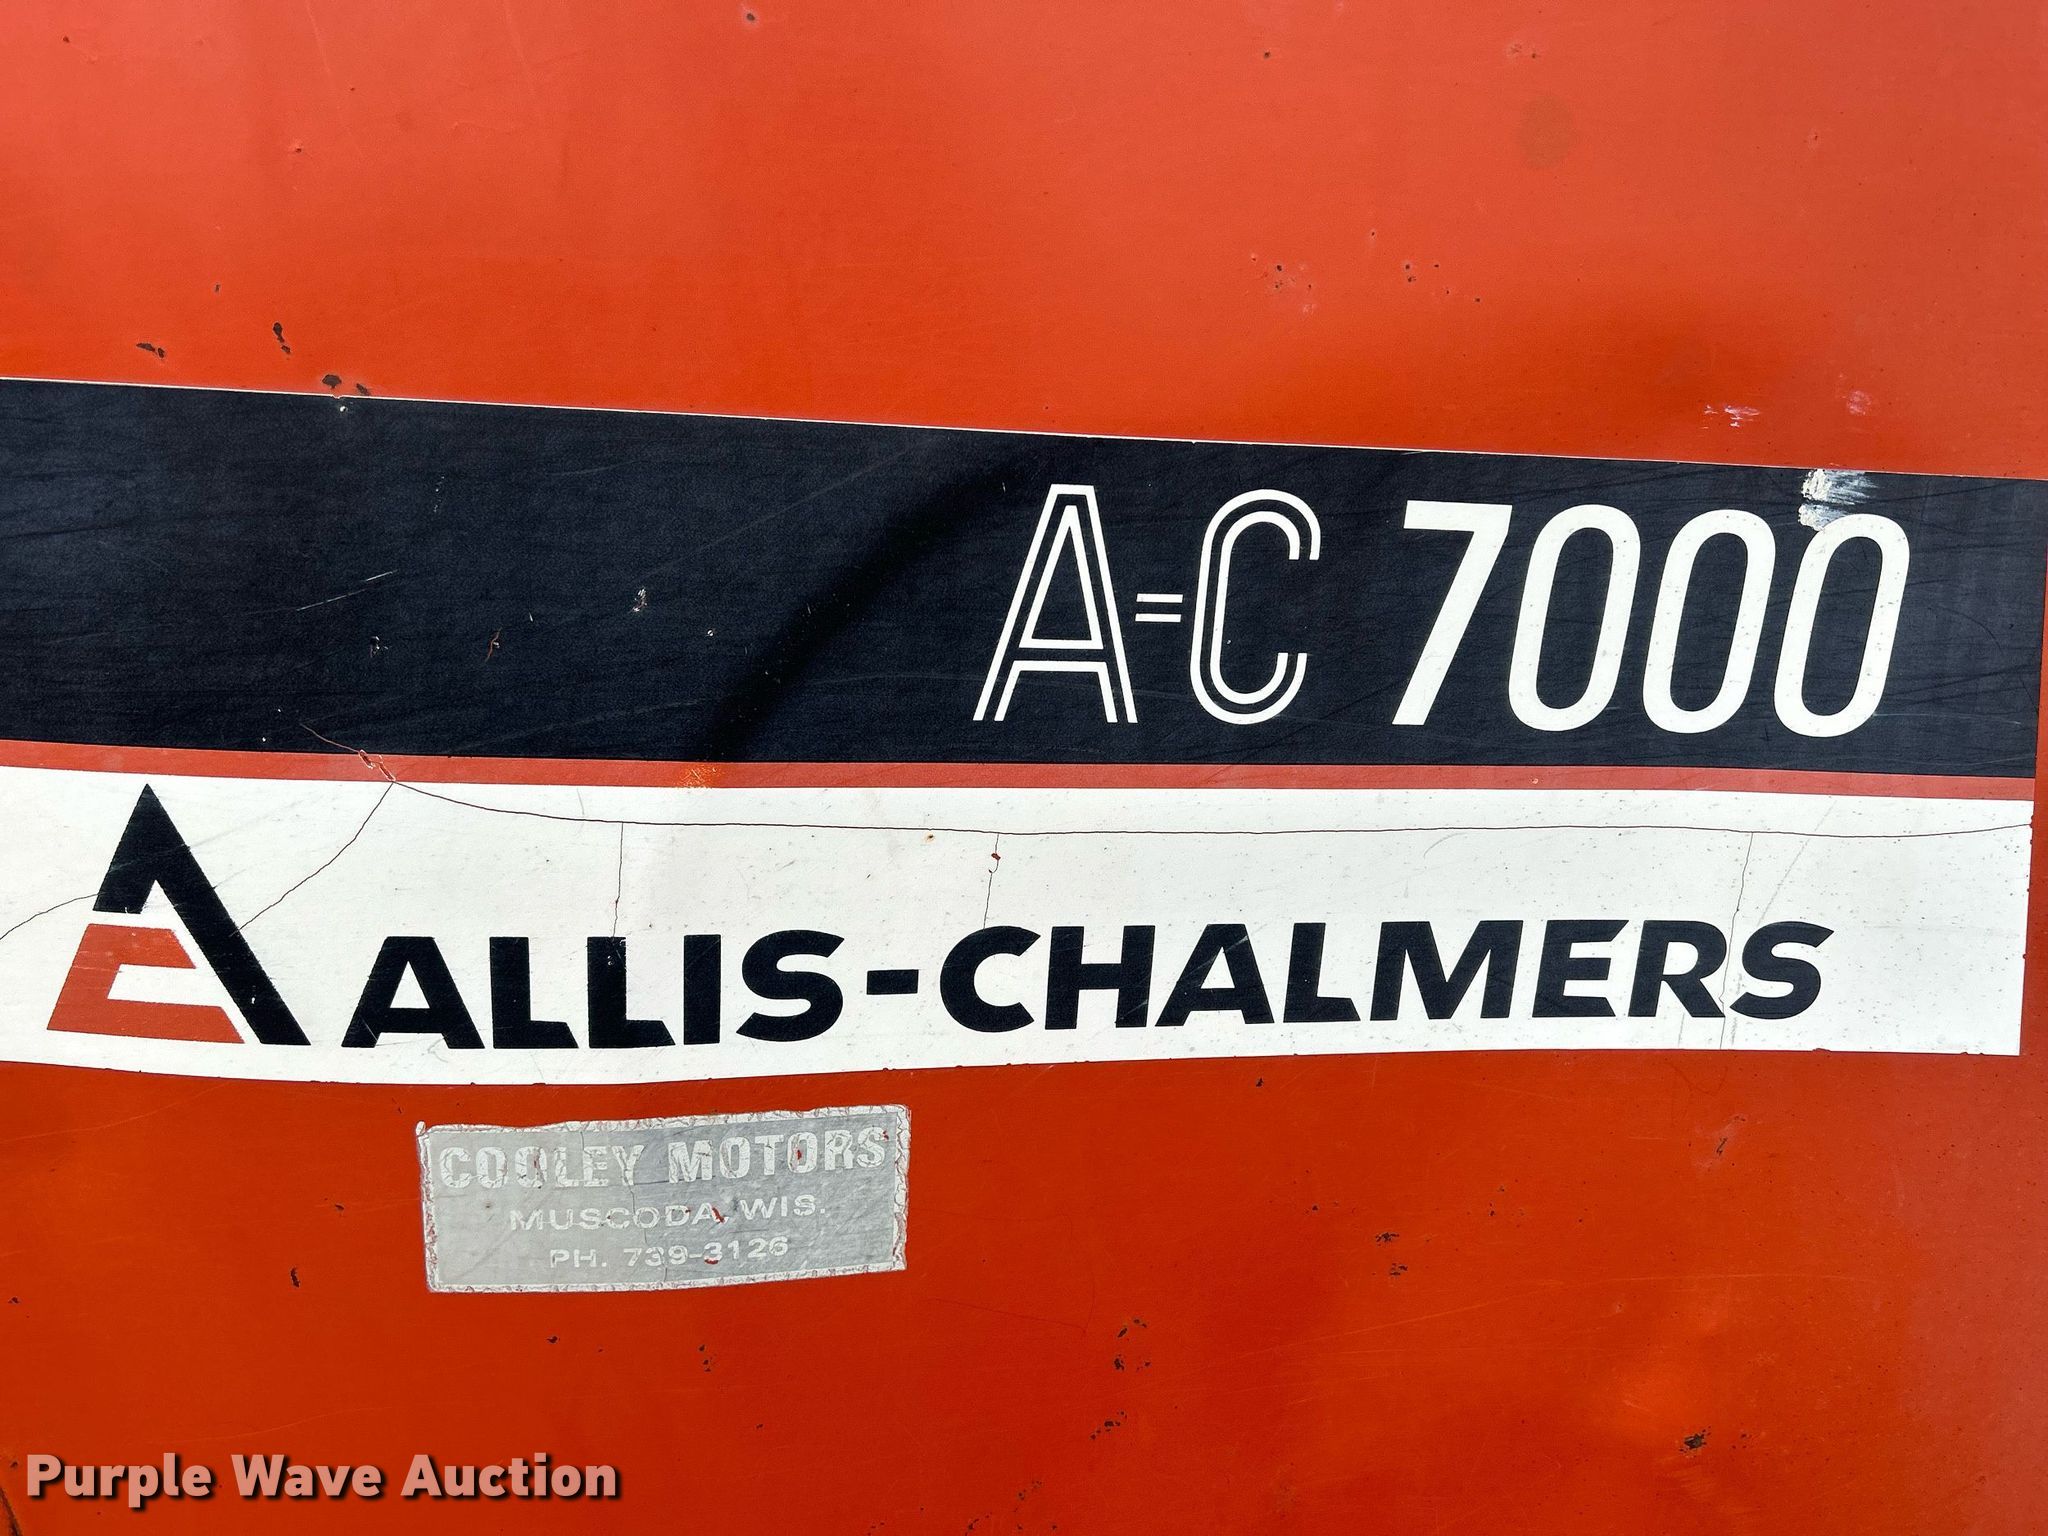 A-C 7000
ALLIS-CHALMERS
COOLEY MOTORS
MUSCODA, WIS.
PH. 739-3126
Purple Wave Auction